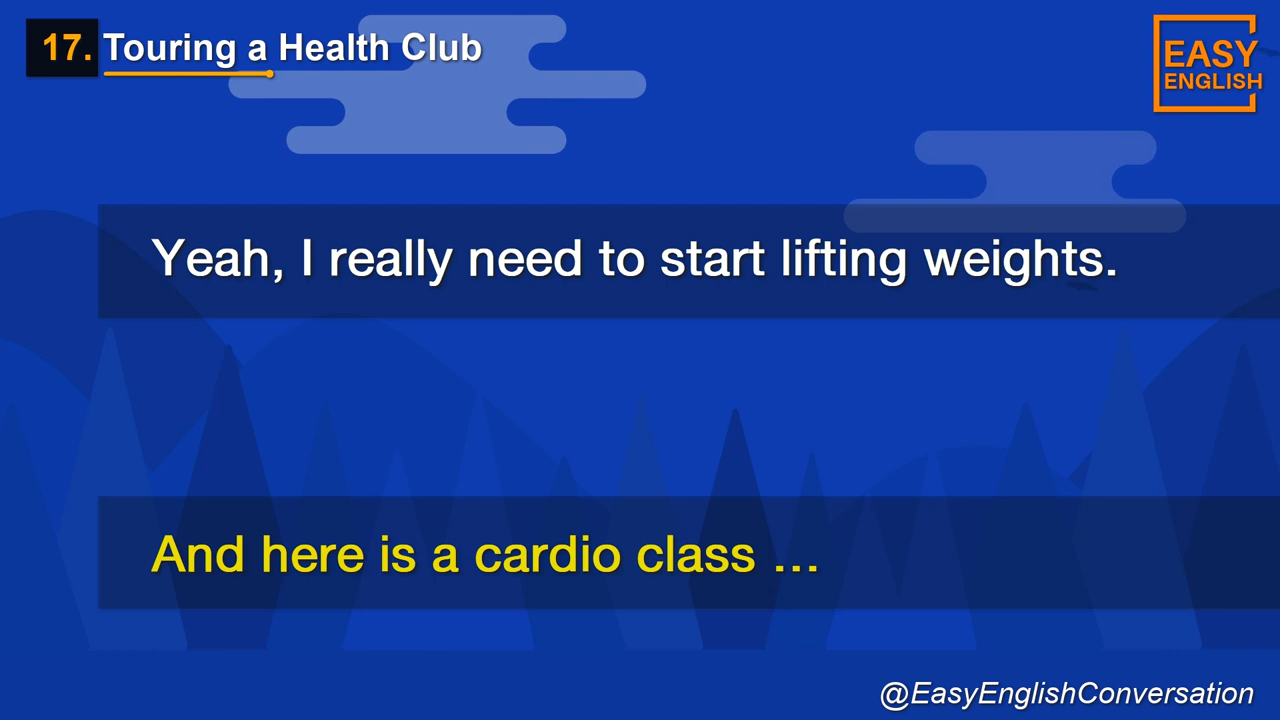 17. Touring a Health Club
EASY
ENGLISH
Yeah, I really need to start lifting weights.
And here is a cardio class ...
@EasyEnglishConversation